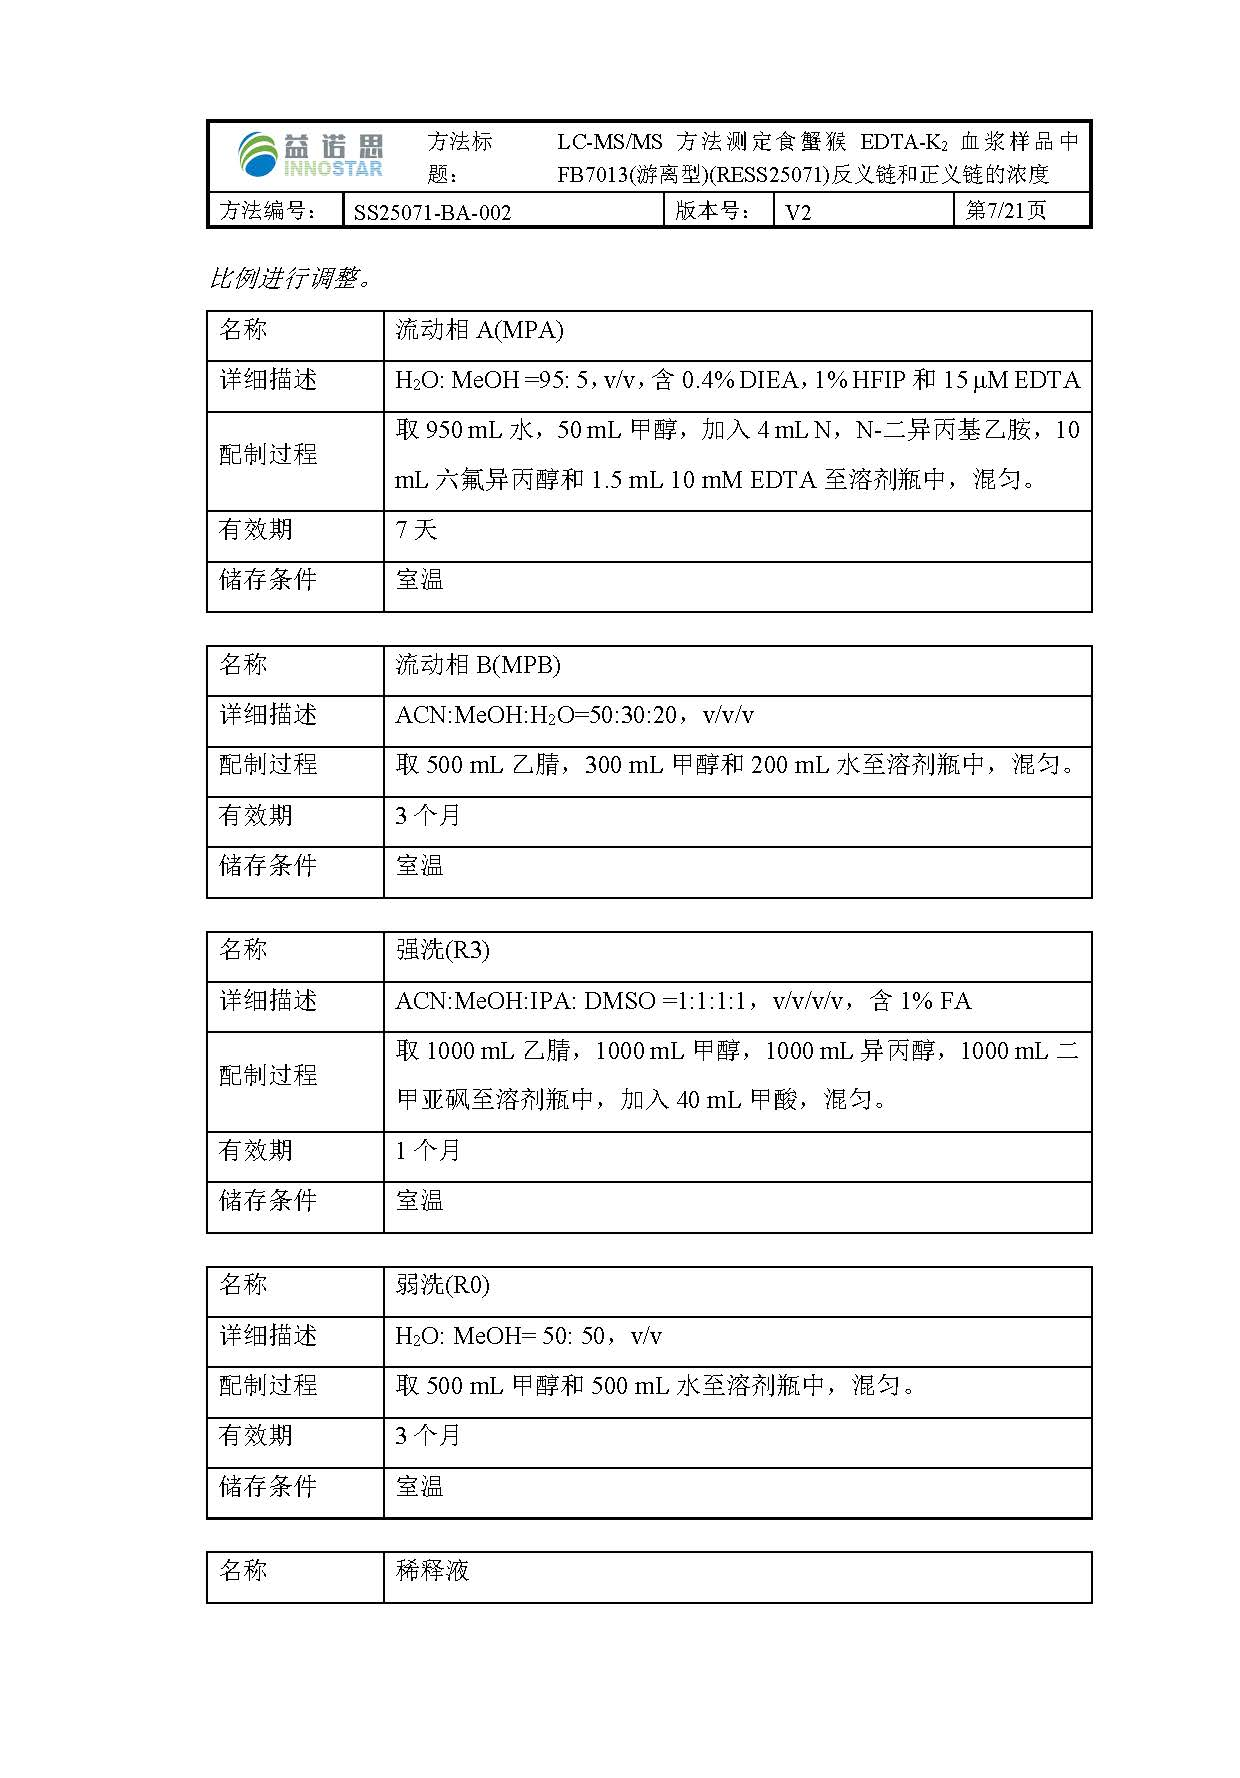 益诺思
INNOSTAR
方法标题：
LC-MS/MS 方法测定食蟹猴 EDTA-K₂ 血浆样品中
FB7013(游离型)(RESS25071)反义链和正义链的浓度
方法编号： SS25071-BA-002 版本号： V2 第7/21页
比例进行调整。
名称 流动相 A(MPA)
详细描述 H₂O: MeOH =95: 5，v/v，含 0.4% DIEA，1% HFIP 和 15 μM EDTA
配制过程 取 950 mL 水，50 mL 甲醇，加入 4 mL N，N-二异丙基乙胺，10
mL 六氟异丙醇和 1.5 mL 10 mM EDTA 至溶剂瓶中，混匀。
有效期 7 天
储存条件 室温
名称 流动相 B(MPB)
详细描述 ACN:MeOH:H₂O=50:30:20，v/v/v
配制过程 取 500 mL 乙腈，300 mL 甲醇和 200 mL 水至溶剂瓶中，混匀。
有效期 3 个月
储存条件 室温
名称 强洗(R3)
详细描述 ACN:MeOH:IPA: DMSO =1:1:1:1，v/v/v/v，含 1% FA
配制过程 取 1000 mL 乙腈，1000 mL 甲醇，1000 mL 异丙醇，1000 mL 二
甲亚砜至溶剂瓶中，加入 40 mL 甲酸，混匀。
有效期 1 个月
储存条件 室温
名称 弱洗(R0)
详细描述 H₂O: MeOH= 50: 50，v/v
配制过程 取 500 mL 甲醇和 500 mL 水至溶剂瓶中，混匀。
有效期 3 个月
储存条件 室温
名称 稀释液